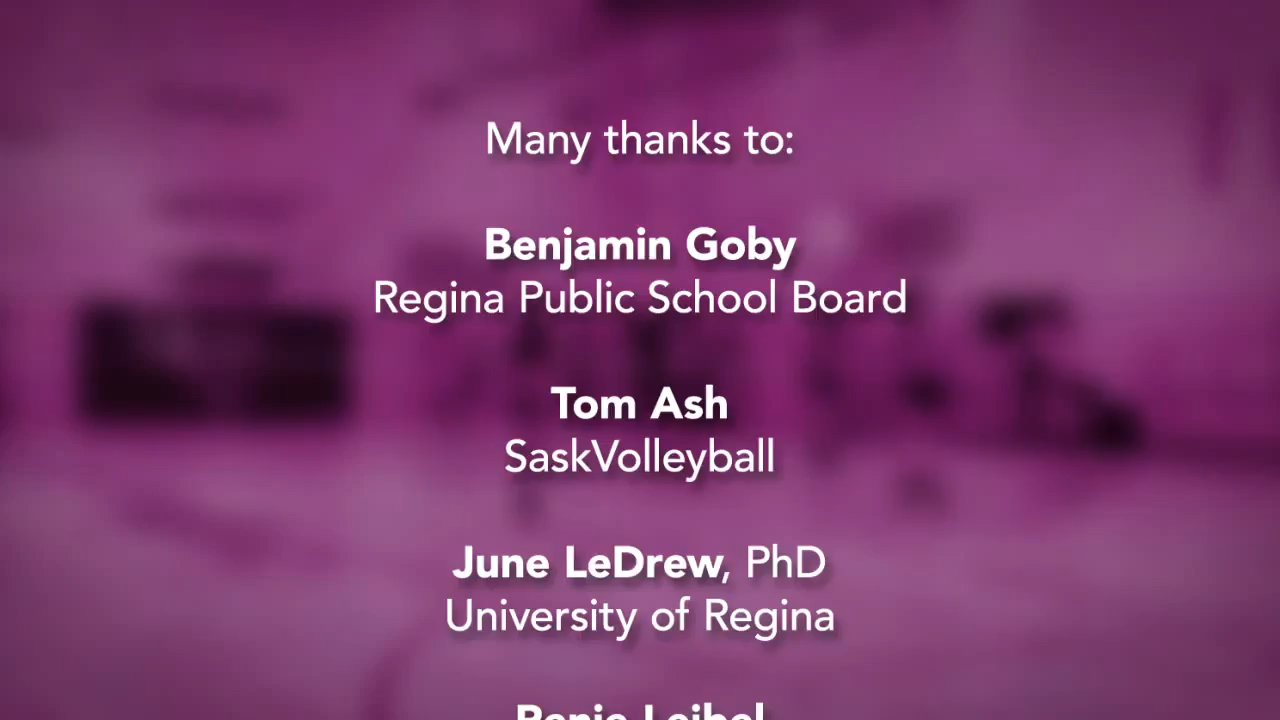 Many thanks to:
Benjamin Goby
Regina Public School Board
Tom Ash
SaskVolleyball
June LeDrew, PhD
University of Regina